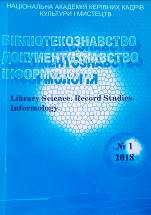 НАЦІОНАЛЬНА АКАДЕМІЯ КЕРІВНИХ КАДРІВ
КУЛЬТУРИ І МИСТЕЦТВ
БІБЛІОТЕКОЗНАВСТВО
ДОКУМЕНТОЗНАВСТВО
ІНФОРМОЛОГІЯ
Library Science. Record Studies.
Informology
№ 1
2018